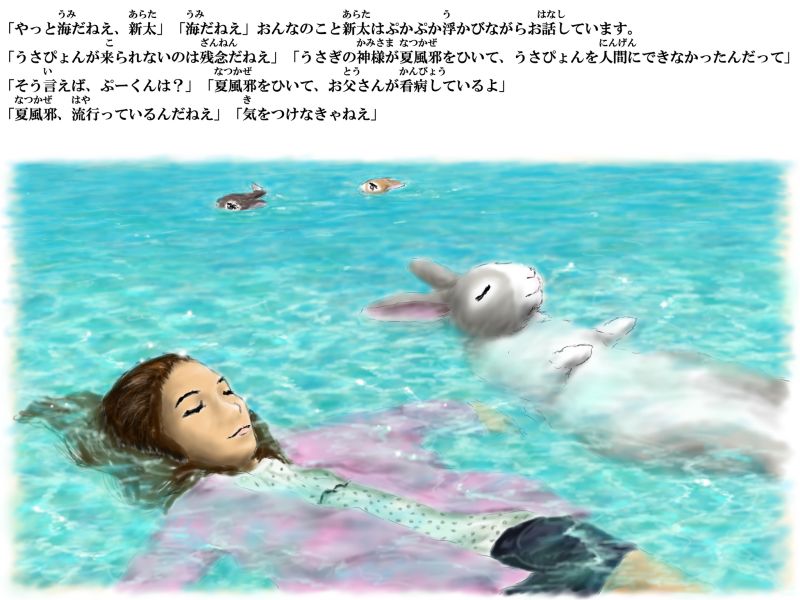 「やっと海だねえ、新太」「海だねえ」おんなのこと新太はぷかぷか浮かびながらお話しています。
「うさぴょんが来られないのは残念だねえ」「うさぎの神様が夏風邪をひいて、うさぴょんを人間にできなかったんだって」
「そう言えば、ぷーくんは？」「夏風邪をひいて、お父さんが看病しているよ」
「夏風邪、流行っているんだねえ」「気をつけなきゃねえ」